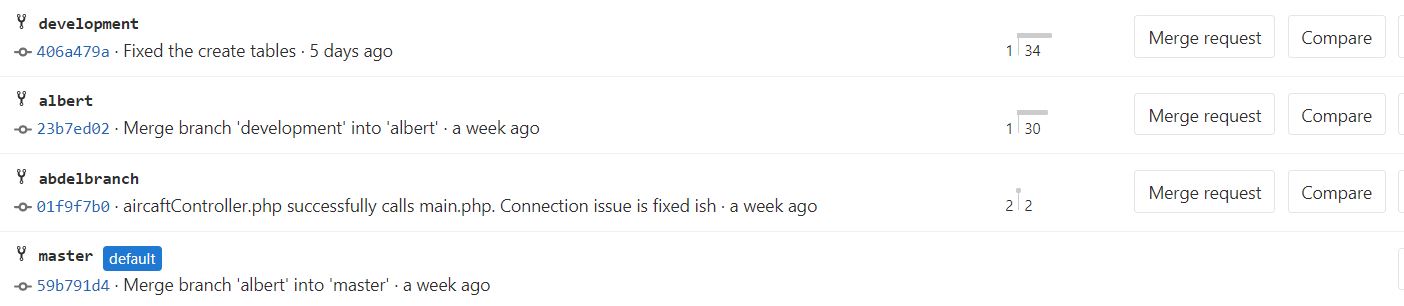 development
406a479a · Fixed the create tables · 5 days ago
1 34
Merge request Compare
albert
23b7ed02 · Merge branch 'development' into 'albert' · a week ago
1 30
Merge request Compare
abdelbranch
01f9f7b0 · aircaftController.php successfully calls main.php. Connection issue is fixed ish · a week ago
2 2
Merge request Compare
master default
59b791d4 · Merge branch 'albert' into 'master' · a week ago